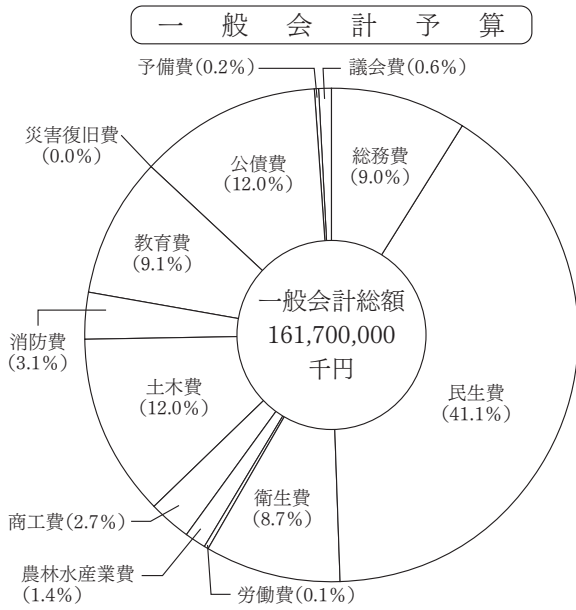 一般会計予算
予備費(0.2%)
議会費(0.6%)
災害復旧費
(0.0%)
公債費
(12.0%)
総務費
(9.0%)
教育費
(9.1%)
一般会計総額
161,700,000
千円
消防費
(3.1%)
土木費
(12.0%)
民生費
(41.1%)
衛生費
(8.7%)
商工費(2.7%)
農林水産業費
(1.4%)
労働費(0.1%)